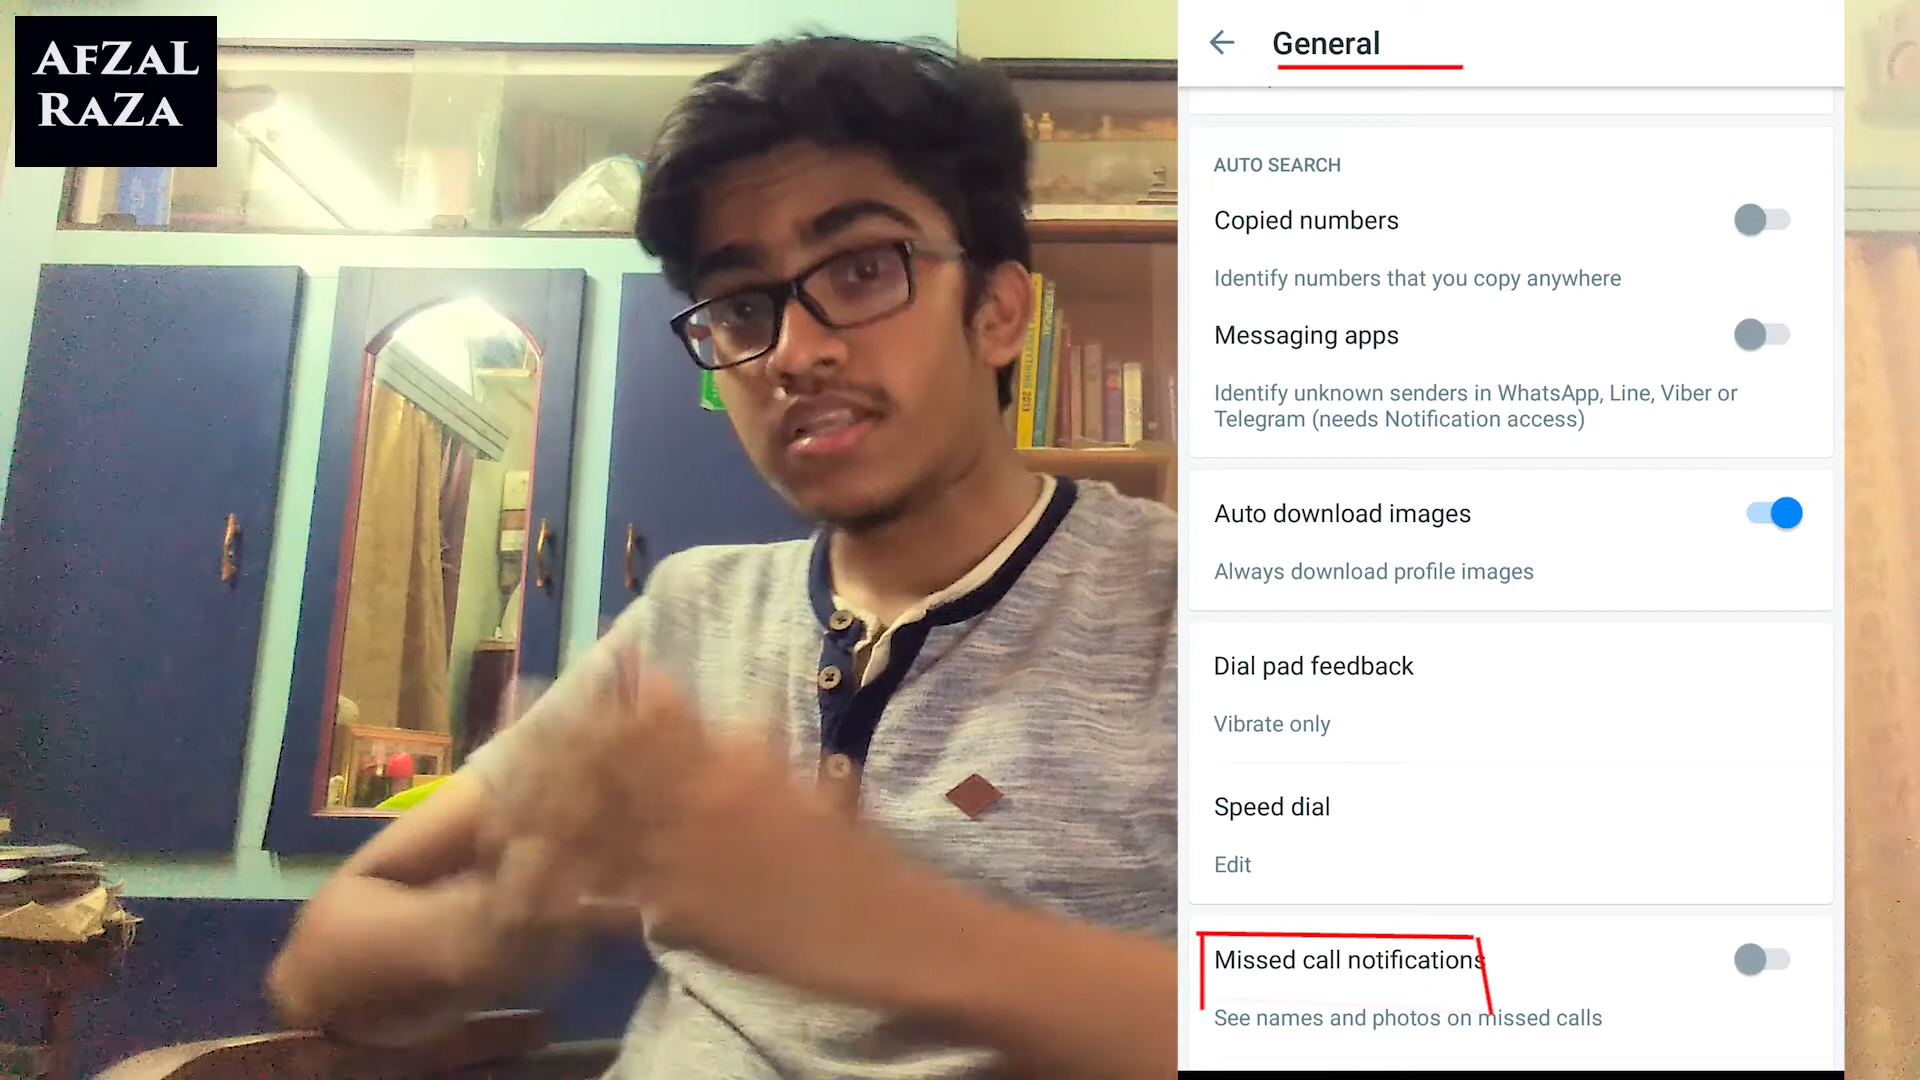 AFZAL
RAZA
General
AUTO SEARCH
Copied numbers
Identify numbers that you copy anywhere
Messaging apps
Identify unknown senders in WhatsApp, Line, Viber or
Telegram (needs Notification access)
Auto download images
Always download profile images
Dial pad feedback
Vibrate only
Speed dial
Edit
Missed call notifications
See names and photos on missed calls
2013